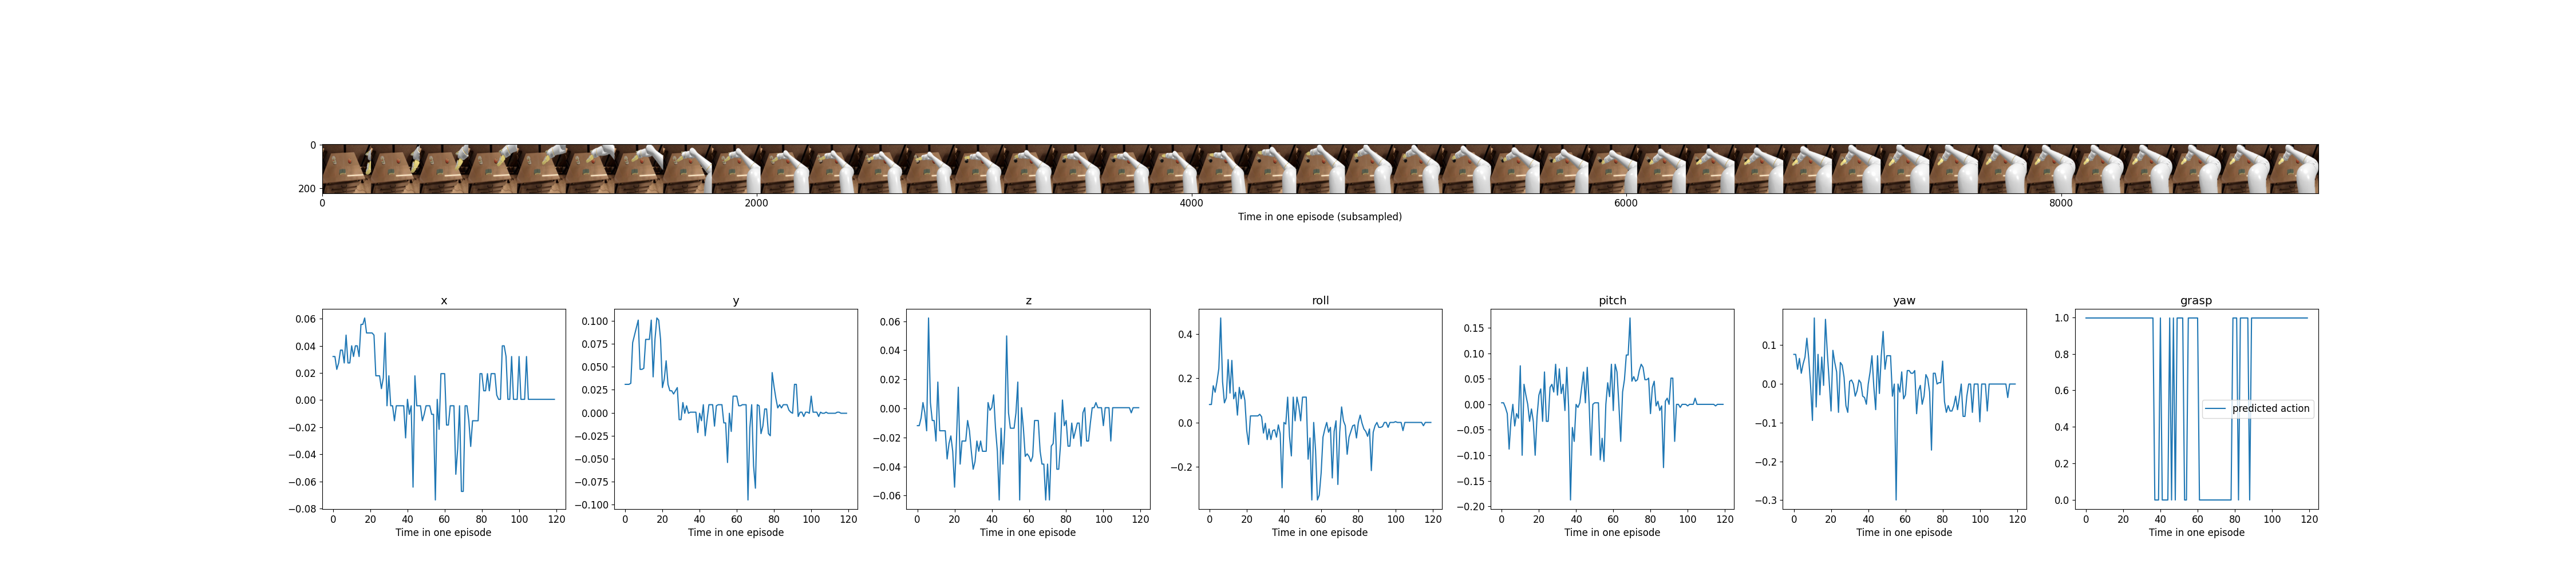 0
200
0 2000 4000 6000 8000
Time in one episode (subsampled)
x y z roll pitch yaw grasp
0.06
0.04
0.02
0.00
−0.02
−0.04
−0.06
−0.08
0 20 40 60 80 100 120
Time in one episode
0.100
0.075
0.050
0.025
0.000
−0.025
−0.050
−0.075
−0.100
0 20 40 60 80 100 120
Time in one episode
0.06
0.04
0.02
0.00
−0.02
−0.04
−0.06
0 20 40 60 80 100 120
Time in one episode
0.4
0.2
0.0
−0.2
0 20 40 60 80 100 120
Time in one episode
0.15
0.10
0.05
0.00
−0.05
−0.10
−0.15
−0.20
0 20 40 60 80 100 120
Time in one episode
0.1
0.0
−0.1
−0.2
−0.3
0 20 40 60 80 100 120
Time in one episode
1.0
0.8
0.6
0.4
0.2
0.0
predicted action
0 20 40 60 80 100 120
Time in one episode